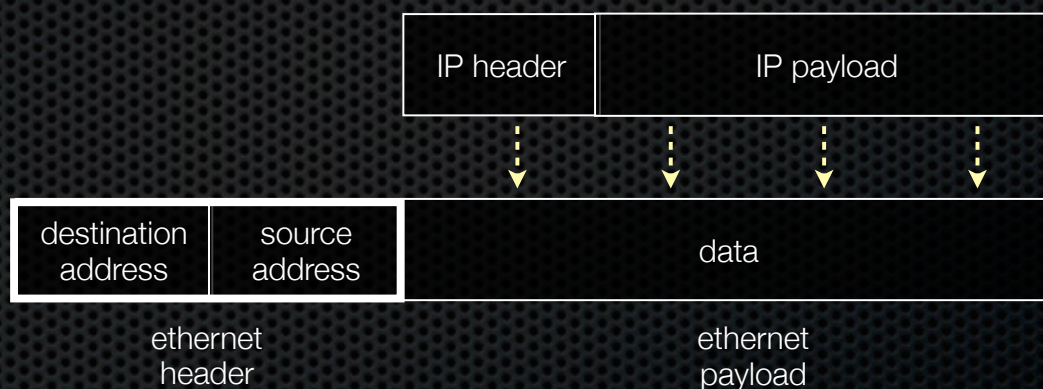 IP header
IP payload
destination
address
source
address
data
ethernet
header
ethernet
payload